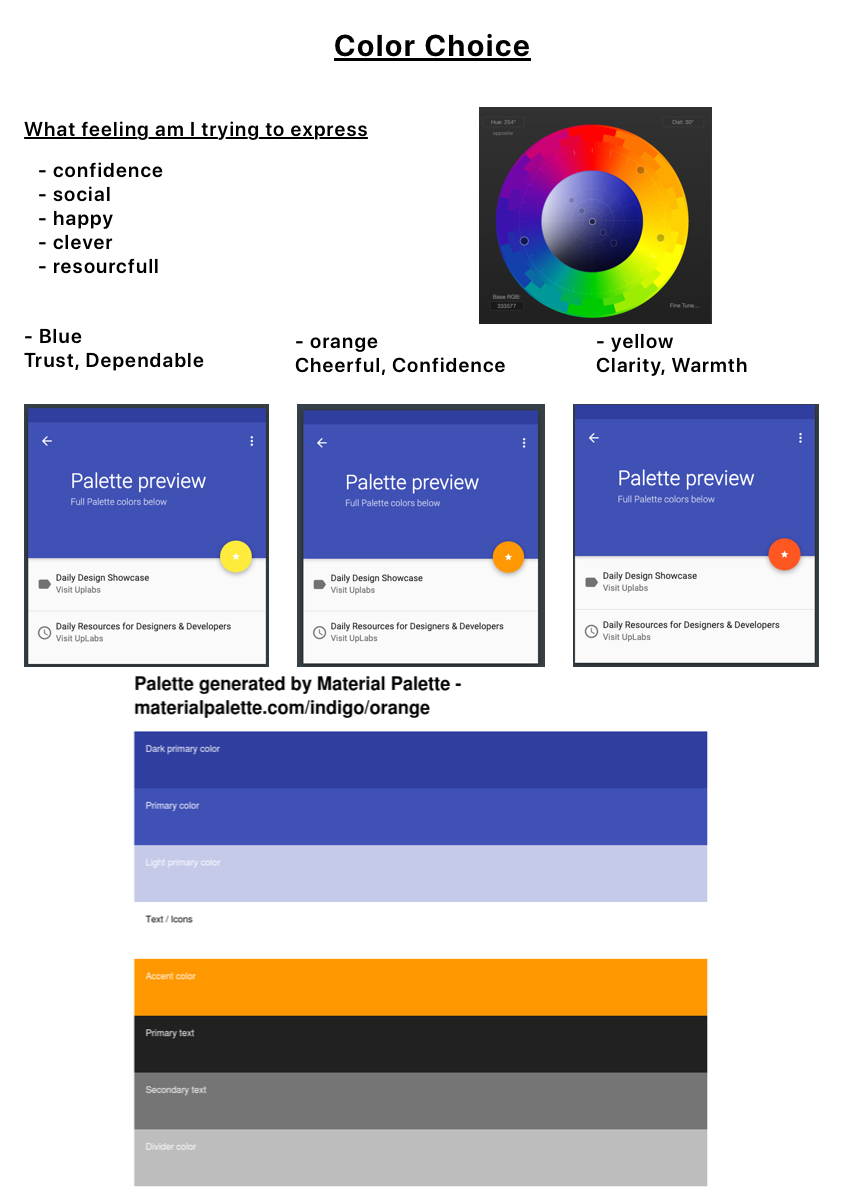 Color Choice
What feeling am I trying to express
- confidence
- social
- happy
- clever
- resourcfull
Hue: 254°
Dist: 30°
opposite
Base RGB:
333577
Fine Tune...
- Blue
Trust, Dependable
- orange
Cheerful, Confidence
- yellow
Clarity, Warmth
Palette preview
Full Palette colors below
Daily Design Showcase
Visit Uplabs
Daily Resources for Designers & Developers
Visit UpLabs
Palette preview
Full Palette colors below
Daily Design Showcase
Visit Uplabs
Daily Resources for Designers & Developers
Visit UpLabs
Palette preview
Full Palette colors below
Daily Design Showcase
Visit Uplabs
Daily Resources for Designers & Developers
Visit UpLabs
Palette generated by Material Palette -
materialpalette.com/indigo/orange
Dark primary color
Primary color
Light primary color
Text / Icons
Accent color
Primary text
Secondary text
Divider color